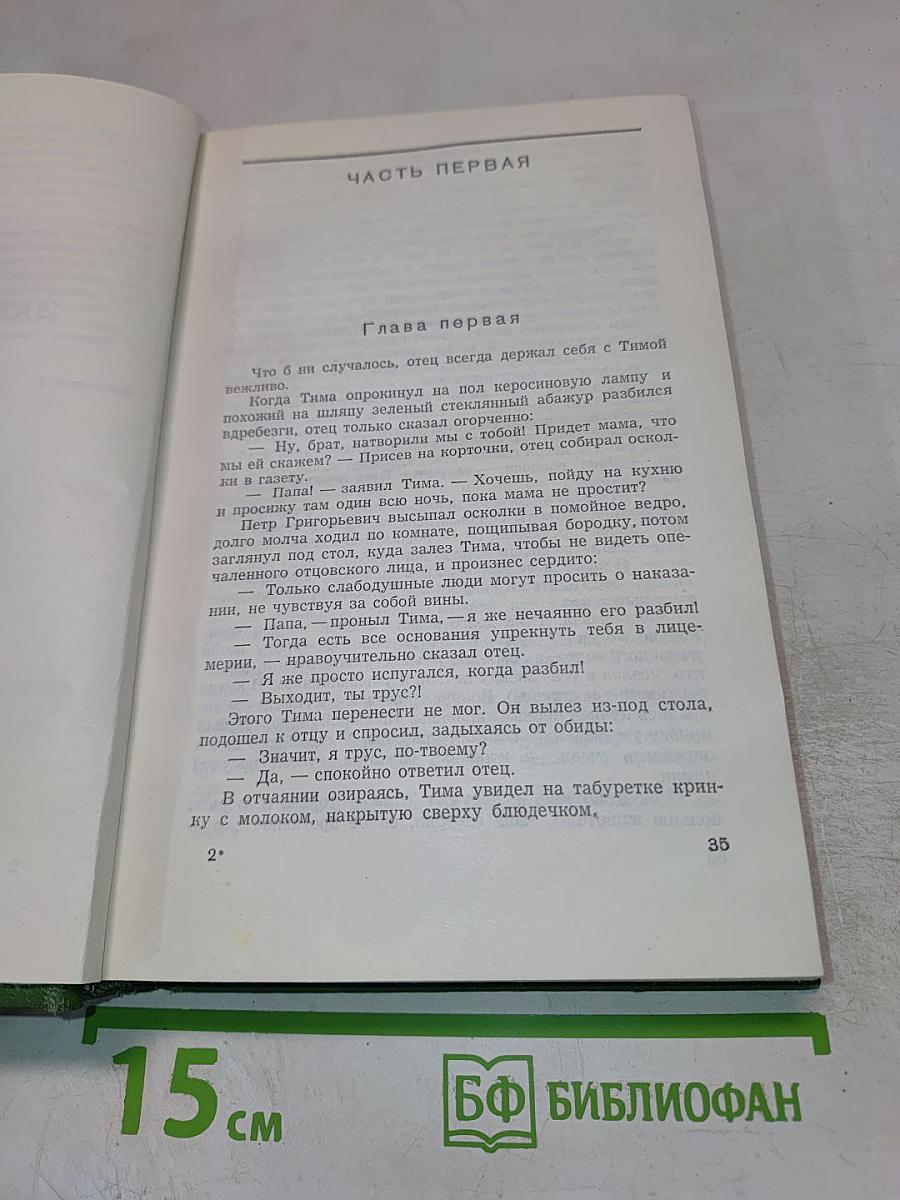 ЧАСТЬ ПЕРВАЯ
Глава первая
Что б ни случалось, отец всегда держал себя с Тимой
вежливо.
Когда Тима опрокинул на пол керосиновую лампу и
похожий на шляпу зеленый стеклянный абажур разбился
вдребезги, отец только сказал огорченно:
— Ну, брат, натворили мы с тобой! Придет мама, что
мы ей скажем? — Присев на корточки, отец собирал оскол-
ки в газету.
— Папа! — заявил Тима. — Хочешь, пойду на кухню
и просижу там один всю ночь, пока мама не простит?
Петр Григорьевич высыпал осколки в помойное ведро,
долго молча ходил по комнате, пощипывая бородку, потом
заглянул под стол, куда залез Тима, чтобы не видеть опе-
чаленного отцовского лица, и произнес сердито:
— Только слабодушные люди могут просить о наказа-
нии, не чувствуя за собой вины.
— Папа, — проныл Тима, — я же нечаянно его разбил!
— Тогда есть все основания упрекнуть тебя в лице-
мерии, — нравоучительно сказал отец.
— Я же просто испугался, когда разбил!
— Выходит, ты трус?!
Этого Тима перенести не мог. Он вылез из-под стола,
подошел к отцу и спросил, задыхаясь от обиды:
— Значит, я трус, по-твоему?
— Да, — спокойно ответил отец.
В отчаянии озираясь, Тима увидел на табуретке крин-
ку с молоком, накрытую сверху блюдечком.
2*
35
15 см
БФ БИБЛИОФАН